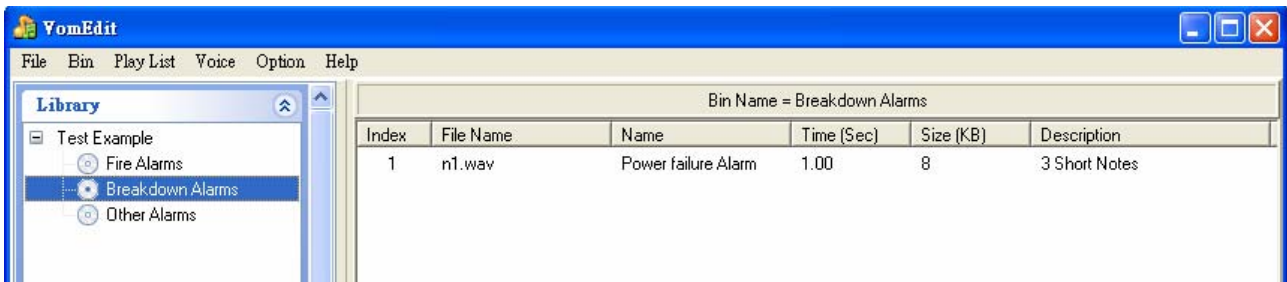 VomEdit
File Bin Play List Voice Option Help
Library
Test Example
Fire Alarms
Breakdown Alarms
Other Alarms
Bin Name = Breakdown Alarms
Index File Name Name Time (Sec) Size (KB) Description
1 n1.wav Power failure Alarm 1.00 8 3 Short Notes